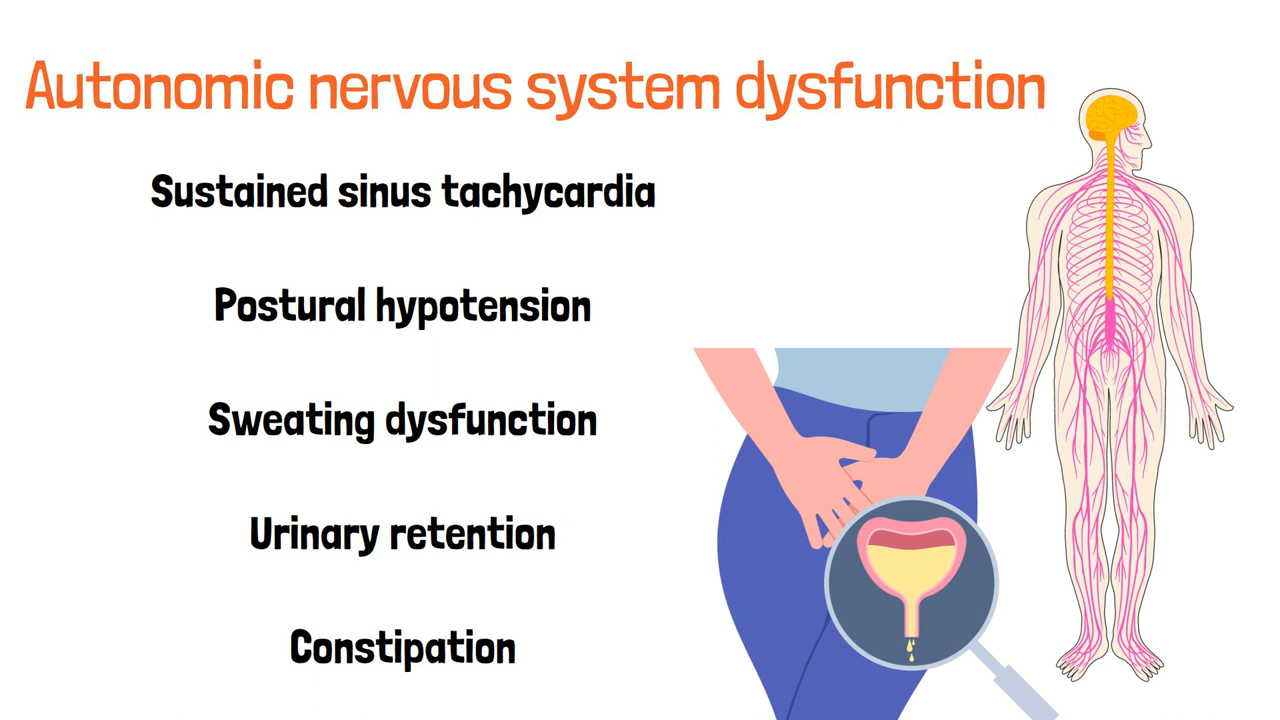 Autonomic nervous system dysfunction
Sustained sinus tachycardia
Postural hypotension
Sweating dysfunction
Urinary retention
Constipation